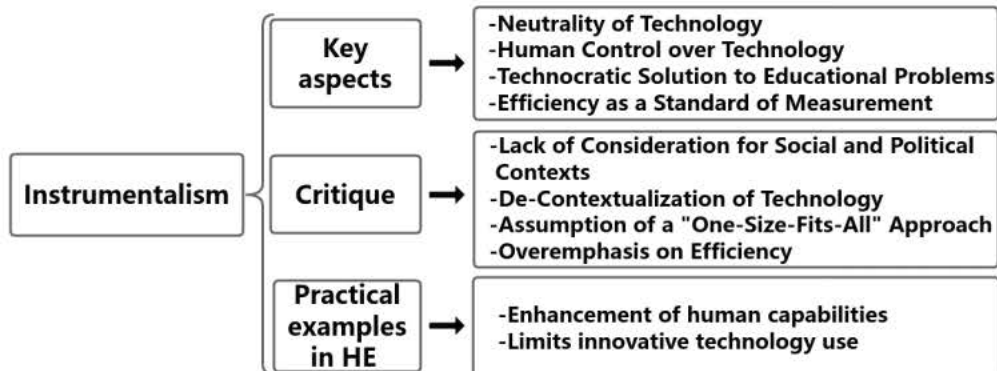 Instrumentalism
Key
aspects
-Neutrality of Technology
-Human Control over Technology
-Technocratic Solution to Educational Problems
-Efficiency as a Standard of Measurement
Critique
-Lack of Consideration for Social and Political
Contexts
-De-Contextualization of Technology
-Assumption of a "One-Size-Fits-All" Approach
-Overemphasis on Efficiency
Practical
examples
in HE
-Enhancement of human capabilities
-Limits innovative technology use